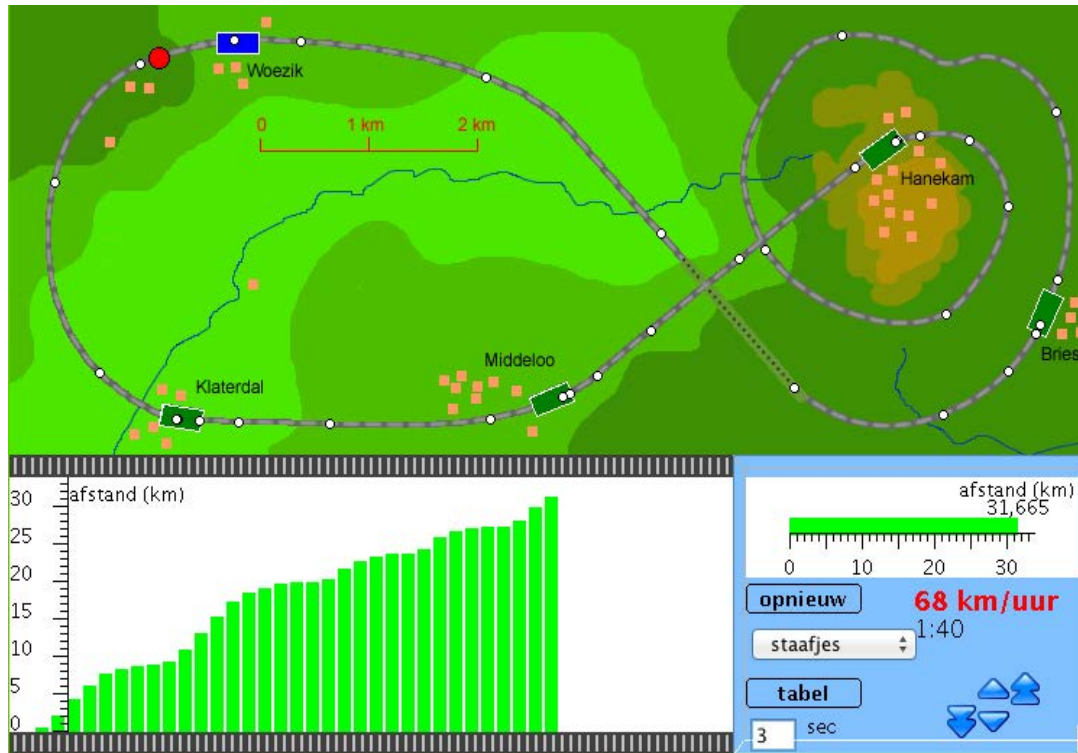 Woezik
0 1 km 2 km
Hanekam
Bries
Middeloo
Klaterdal
afstand (km)
30
25
20
15
10
5
0
afstand (km)
31,665
0 10 20 30
opnieuw
68 km/uur
1:40
staafjes
tabel
3 sec